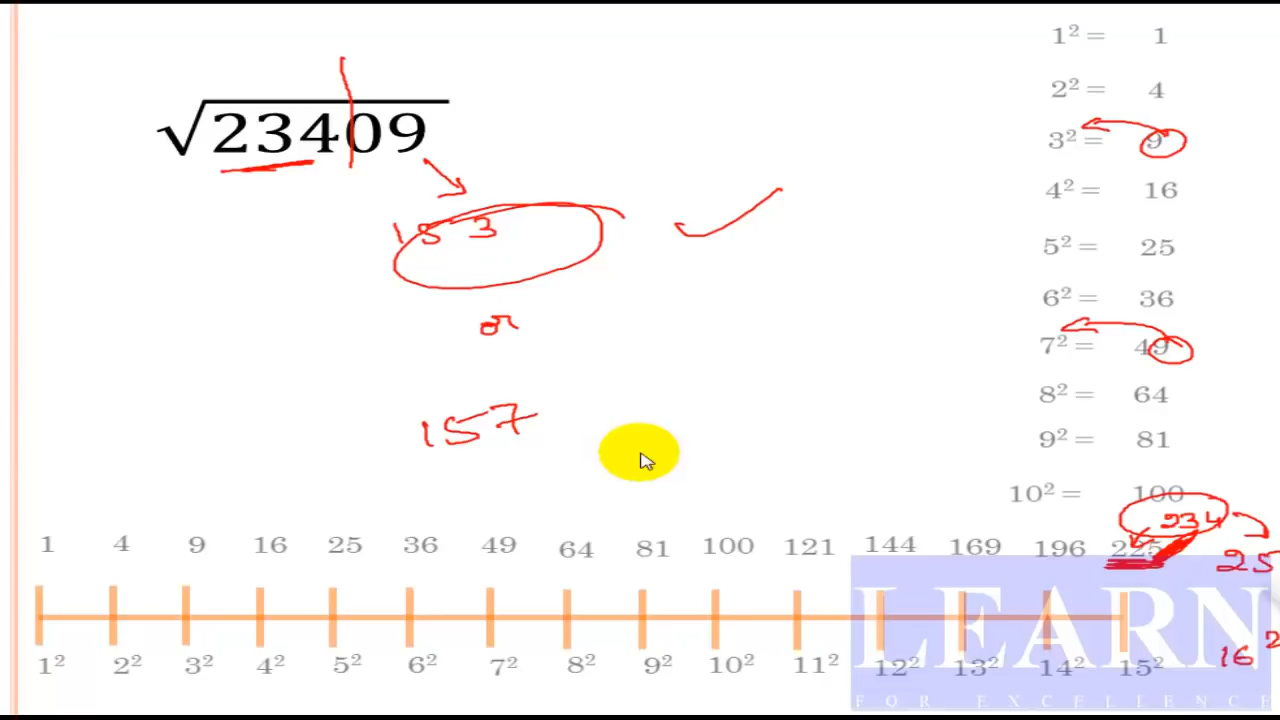 √23409
153
or
157
1² = 1
2² = 4
3² = 9
4² = 16
5² = 25
6² = 36
7² = 49
8² = 64
9² = 81
10² = 100
234
1 4 9 16 25 36 49 64 81 100 121 144 169 196 225 25
1² 2² 3² 4² 5² 6² 7² 8² 9² 10² 11² 12² 13² 14² 15² 16²
LEARN
FOR EXCELLENCE